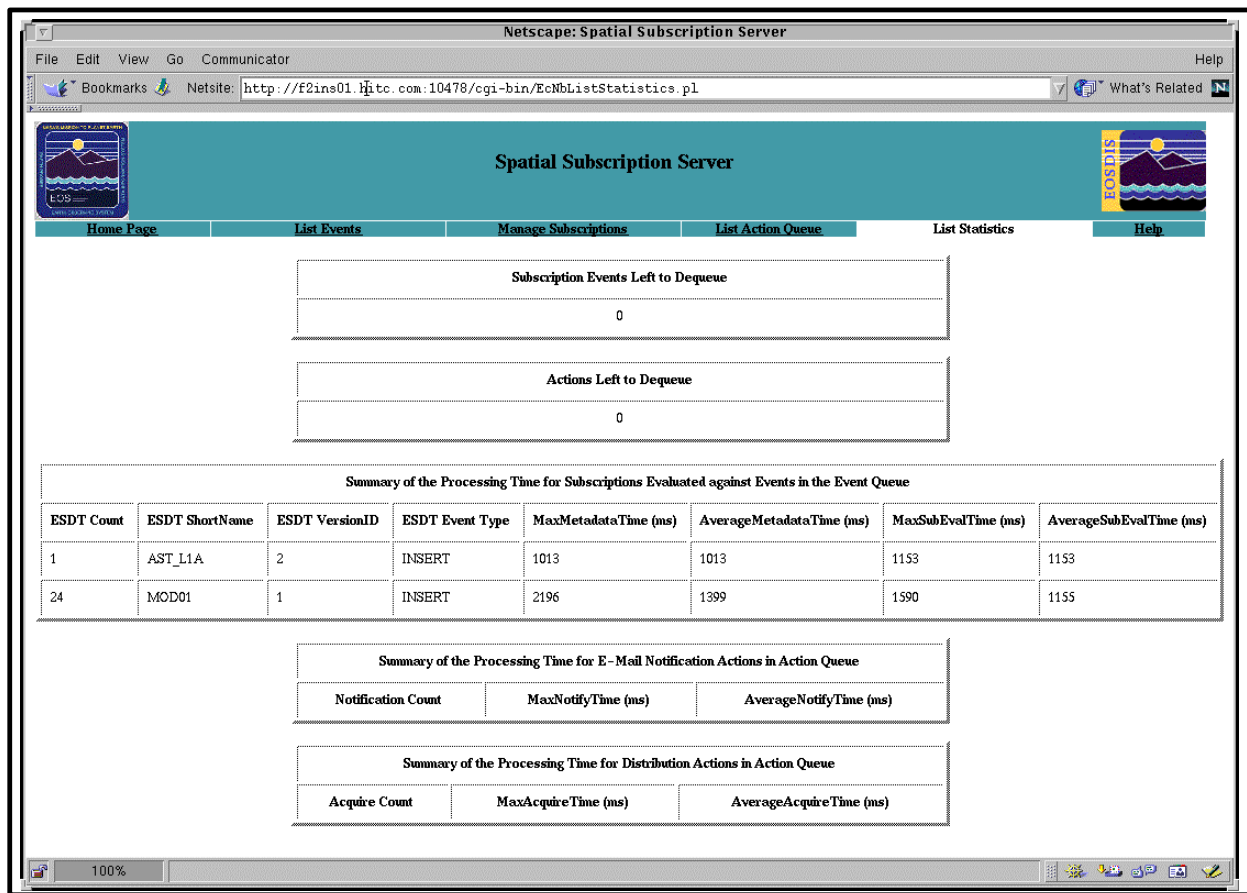 Netscape: Spatial Subscription Server
File Edit View Go Communicator Help
Bookmarks Netsite: http://f2ins01.hitc.com:10478/cgi-bin/EcNbListStatistics.pl What's Related N
EOS
Spatial Subscription Server
EOSDIS
Home Page List Events Manage Subscriptions List Action Queue List Statistics Help
Subscription Events Left to Dequeue
0
Actions Left to Dequeue
0
Summary of the Processing Time for Subscriptions Evaluated against Events in the Event Queue
ESDT Count ESDT ShortName ESDT VersionID ESDT Event Type MaxMetadataTime (ms) AverageMetadataTime (ms) MaxSubEvalTime (ms) AverageSubEvalTime (ms)
1 AST_L1A 2 INSERT 1013 1013 1153 1153
24 MOD01 1 INSERT 2196 1399 1590 1155
Summary of the Processing Time for E-Mail Notification Actions in Action Queue
Notification Count MaxNotifyTime (ms) AverageNotifyTime (ms)
Summary of the Processing Time for Distribution Actions in Action Queue
Acquire Count MaxAcquireTime (ms) AverageAcquireTime (ms)
100%